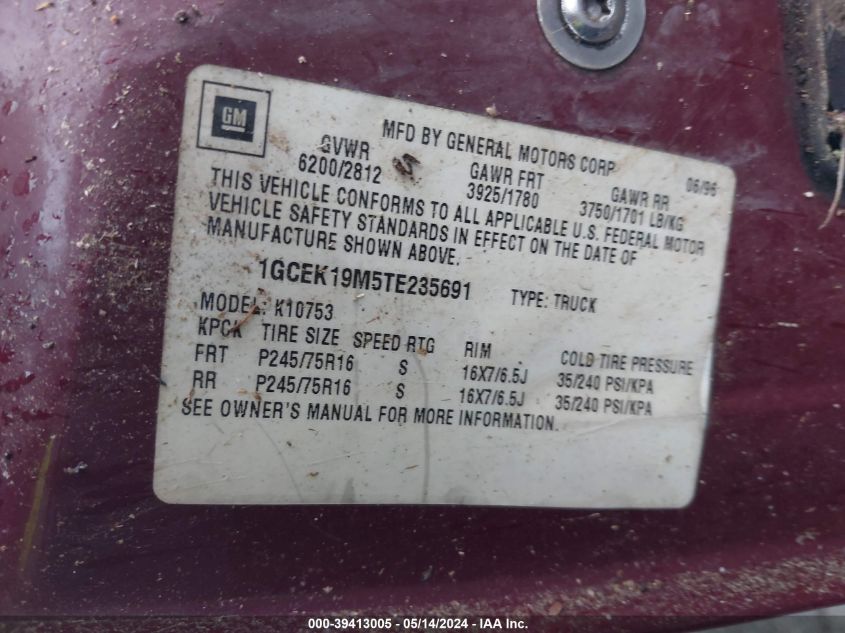 GM
MFD BY GENERAL MOTORS CORP 06/96
GVWR GAWR FRT GAWR RR
6200/2812 3925/1780 3750/1701 LB/KG
THIS VEHICLE CONFORMS TO ALL APPLICABLE U.S. FEDERAL MOTOR
VEHICLE SAFETY STANDARDS IN EFFECT ON THE DATE OF
MANUFACTURE SHOWN ABOVE.
1GCEK19M5TE235691 TYPE: TRUCK
MODEL: K10753
KPCK TIRE SIZE SPEED RTG RIM COLD TIRE PRESSURE
FRT P245/75R16 S 16X7/6.5J 35/240 PSI/KPA
RR P245/75R16 S 16X7/6.5J 35/240 PSI/KPA
SEE OWNER'S MANUAL FOR MORE INFORMATION.
000-39413005 - 05/14/2024 - IAA Inc.